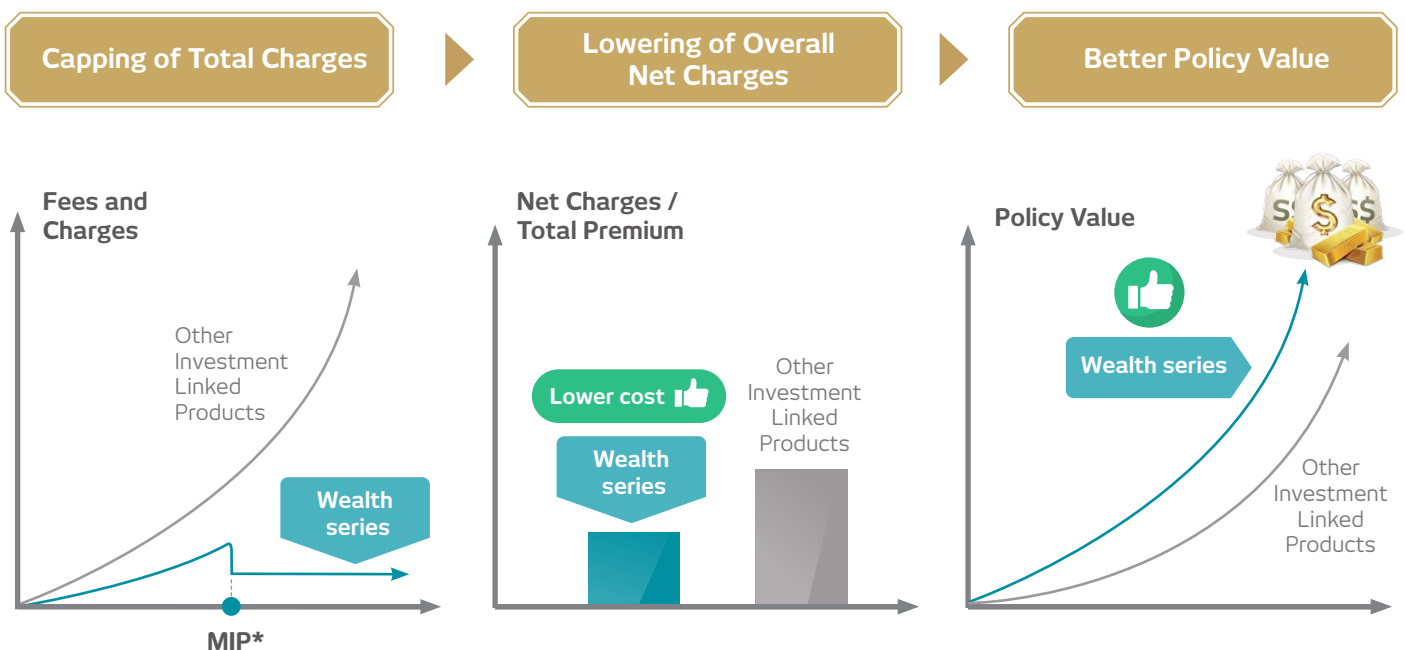 Capping of Total Charges
Lowering of Overall
Net Charges
Better Policy Value
Fees and
Charges
Other
Investment
Linked
Products
Wealth
series
MIP*
Net Charges /
Total Premium
Lower cost
Wealth
series
Other
Investment
Linked
Products
Policy Value
S$
$
S$
Wealth series
Other
Investment
Linked
Products